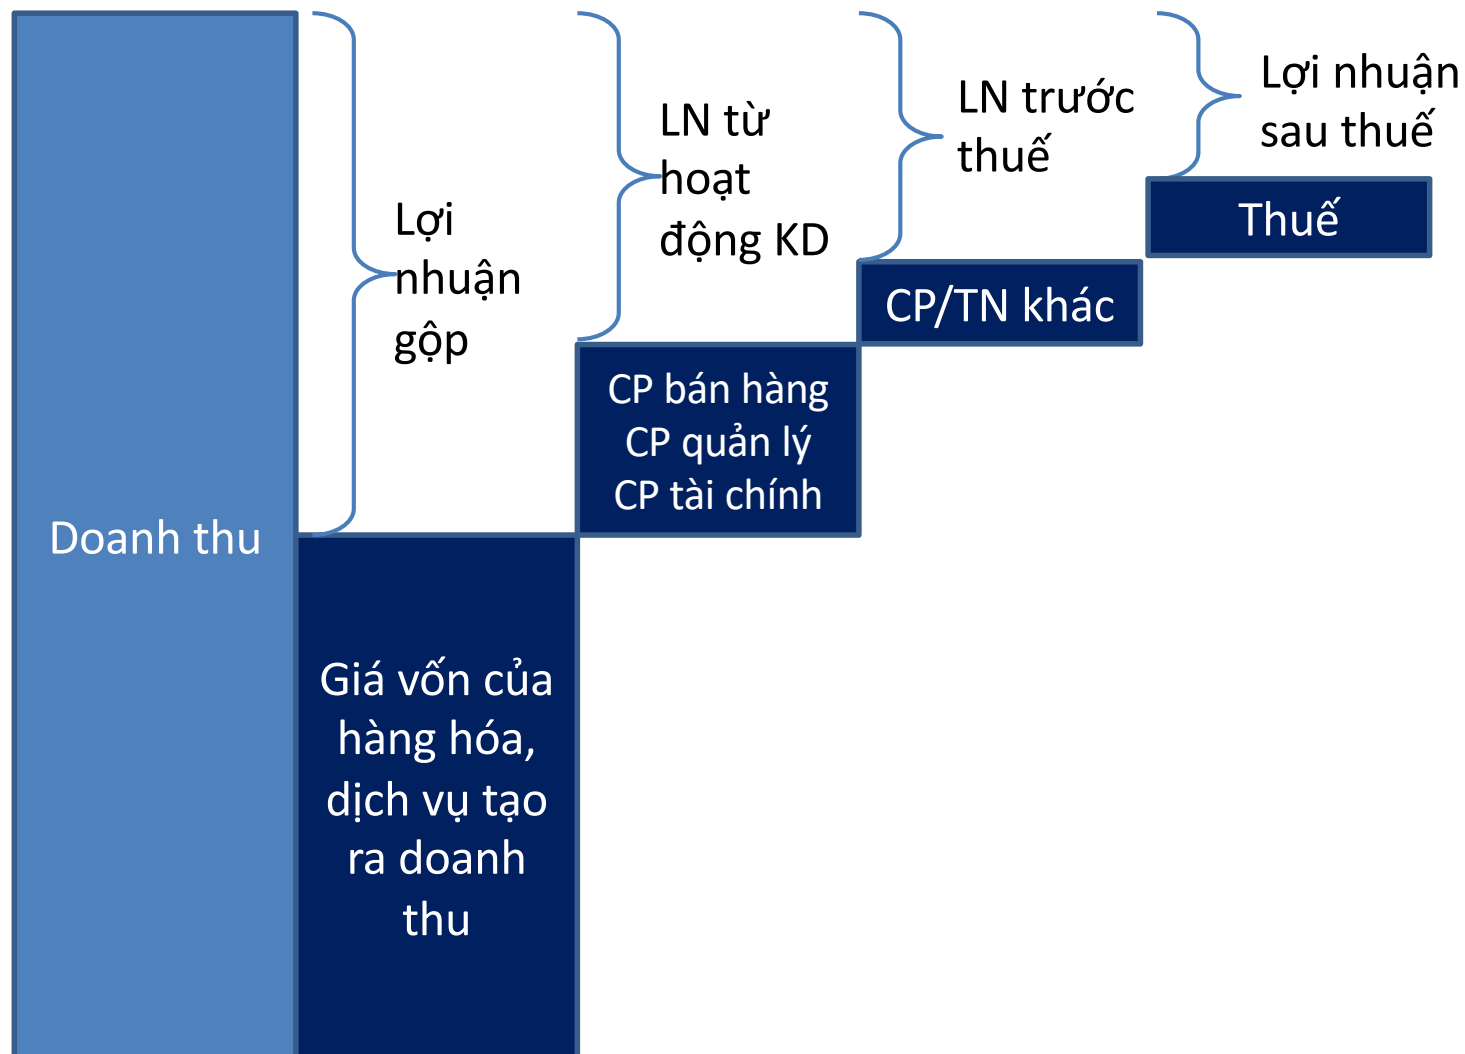 Doanh thu
Lợi
nhuận
gộp
Giá vốn của
hàng hóa,
dịch vụ tạo
ra doanh
thu
LN từ
hoạt
động KD
CP bán hàng
CP quản lý
CP tài chính
LN trước
thuế
CP/TN khác
Lợi nhuận
sau thuế
Thuế